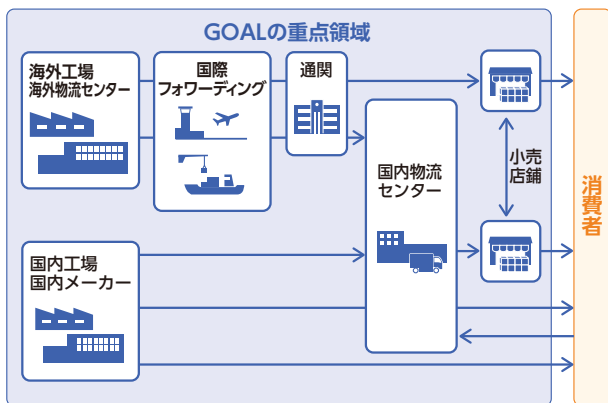 GOALの重点領域
海外工場
海外物流センター
国際
フォワーディング
通関
国内物流
センター
小売
店舗
国内工場
国内メーカー
消費者